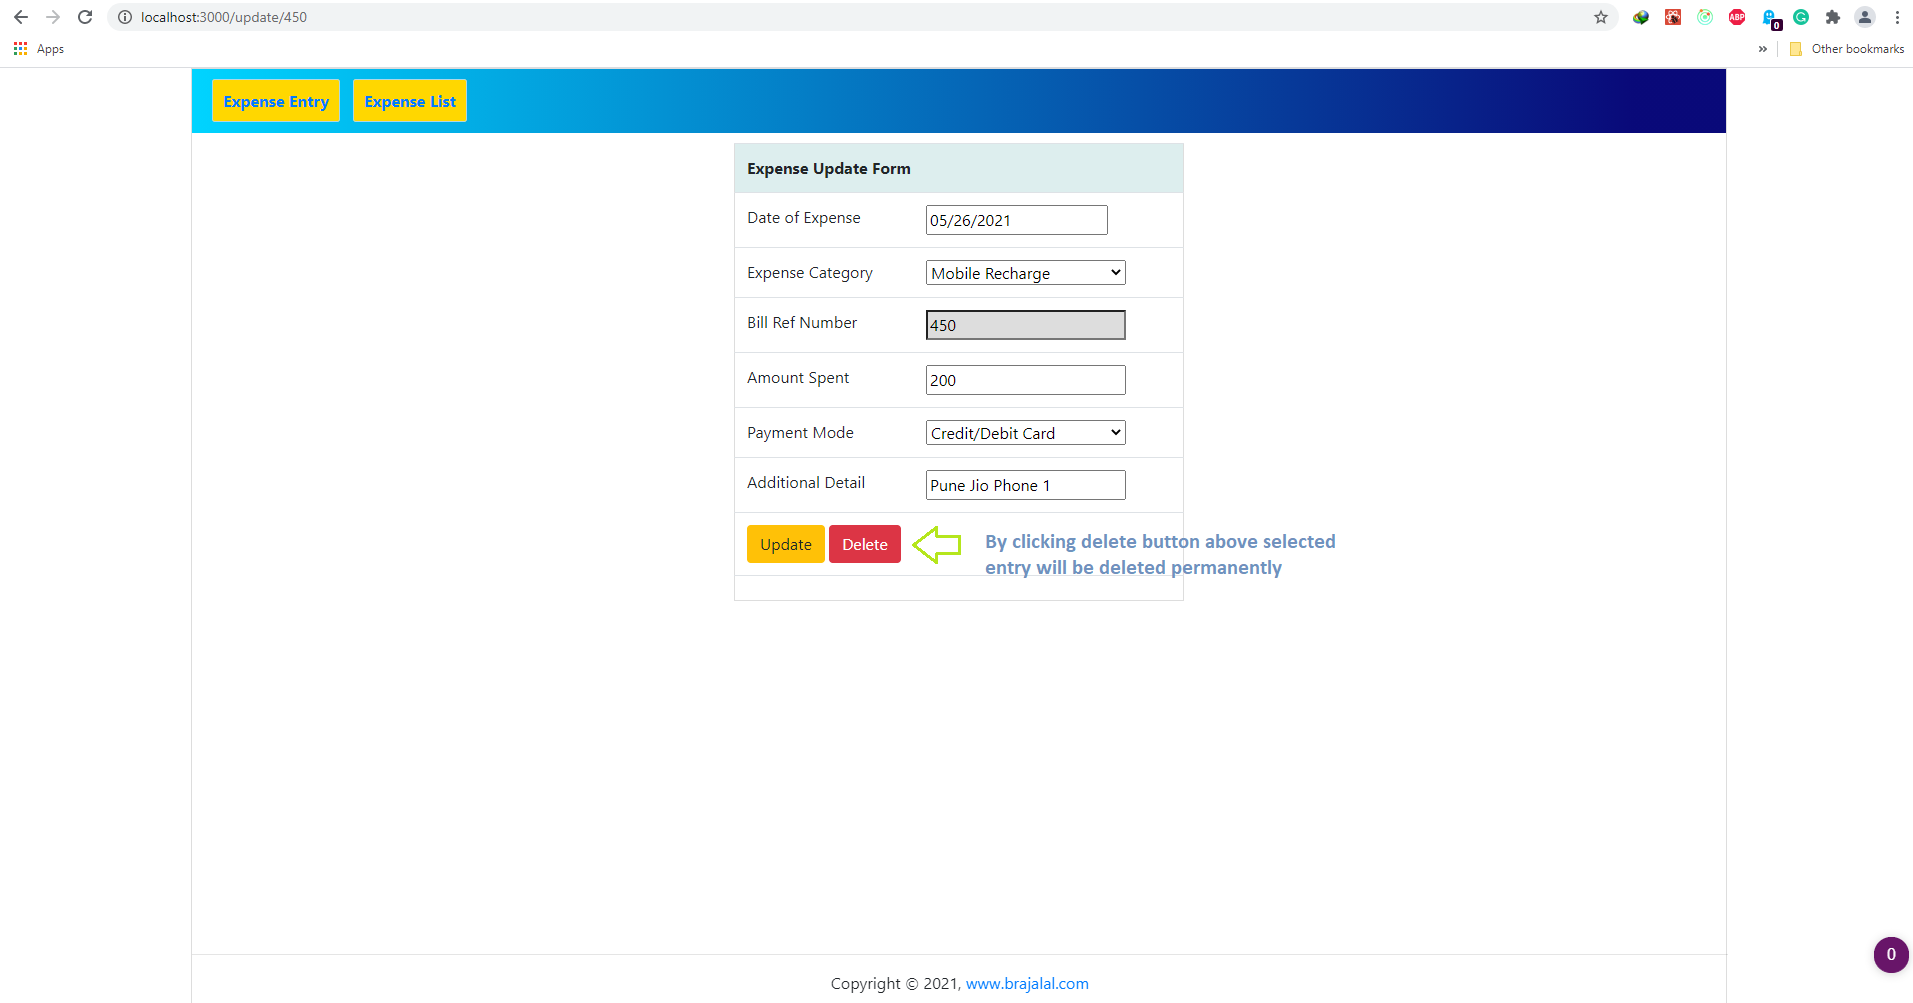 localhost:3000/update/450
ABP
0
Apps
»
Other bookmarks
Expense Entry
Expense List
Expense Update Form
Date of Expense
05/26/2021
Expense Category
Mobile Recharge
Bill Ref Number
450
Amount Spent
200
Payment Mode
Credit/Debit Card
Additional Detail
Pune Jio Phone 1
Update
Delete
By clicking delete button above selected
entry will be deleted permanently
0
Copyright © 2021, www.brajalal.com